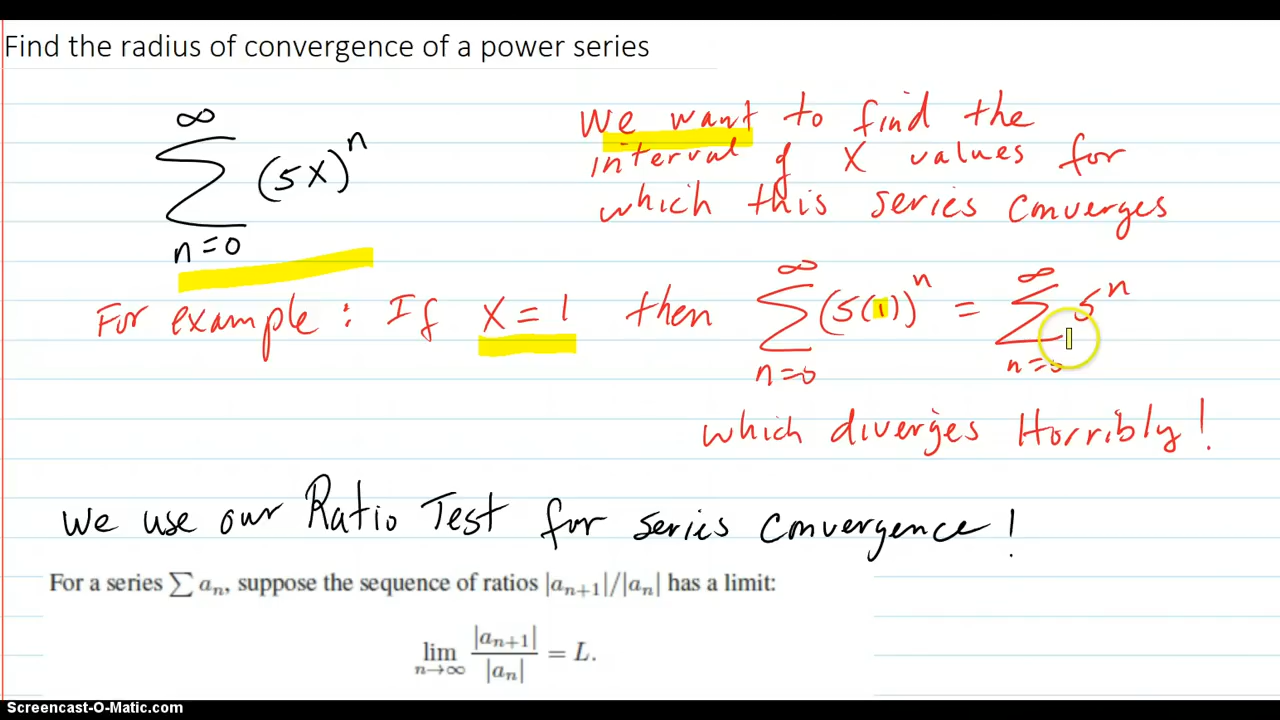 Find the radius of convergence of a power series
∞
∑ (5x)^n
n=0
We want to find the
interval of x values for
which this series converges
For example: If x = 1 then ∑_{n=0}^{∞} (5(1))^n = ∑_{n=0}^{∞} 5^n
which diverges Horribly!
We use our Ratio Test for series convergence!
For a series ∑ a_n, suppose the sequence of ratios |a_{n+1}|/|a_n| has a limit:
lim_{n→∞} |a_{n+1}|/|a_n| = L.
Screencast-O-Matic.com